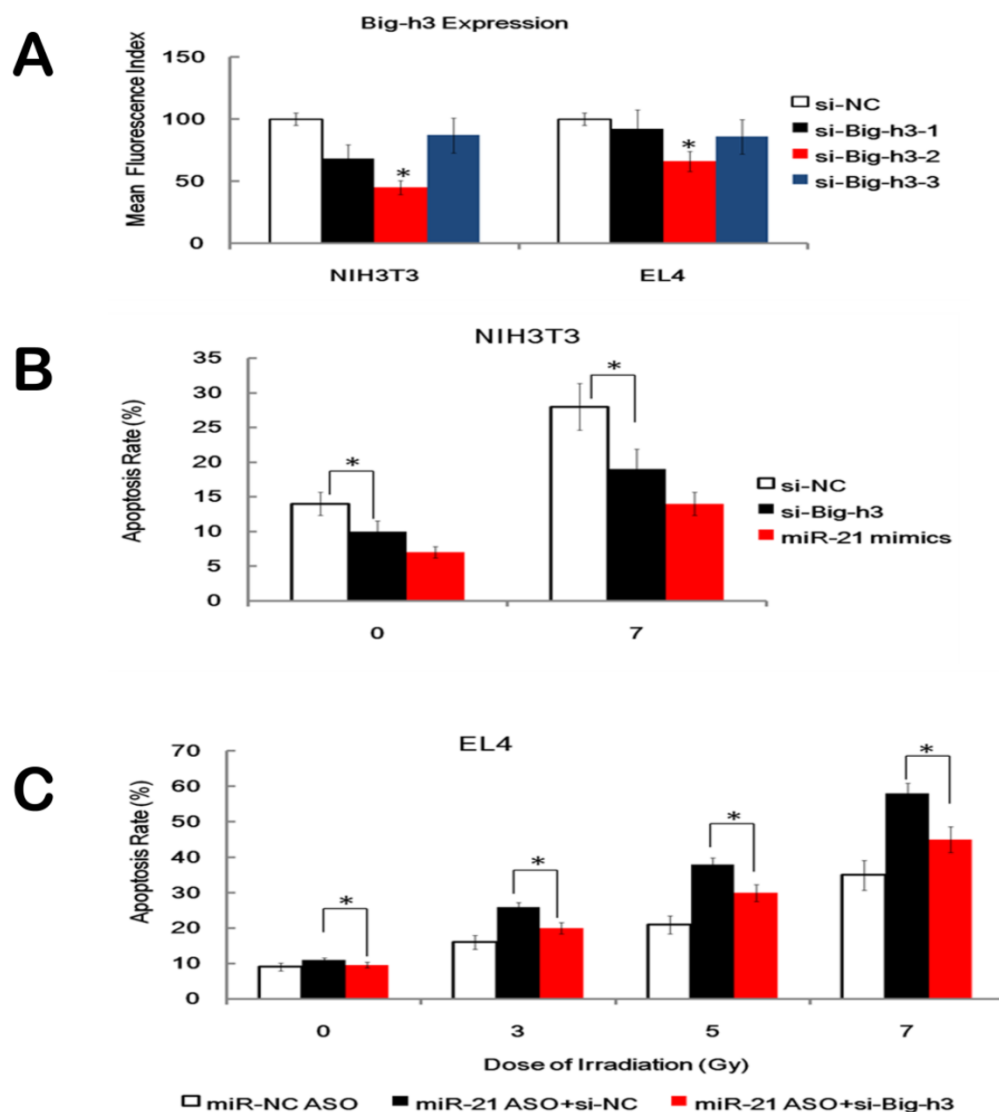 A
Big-h3 Expression
Mean Fluorescence Index
150
100
50
0
*
*
NIH3T3
EL4
si-NC
si-Big-h3-1
si-Big-h3-2
si-Big-h3-3
B
NIH3T3
Apoptosis Rate (%)
35
30
25
20
15
10
5
0
*
*
0
7
si-NC
si-Big-h3
miR-21 mimics
C
EL4
Apoptosis Rate (%)
70
60
50
40
30
20
10
0
*
*
*
*
0
3
5
7
Dose of Irradiation (Gy)
miR-NC ASO
miR-21 ASO+si-NC
miR-21 ASO+si-Big-h3